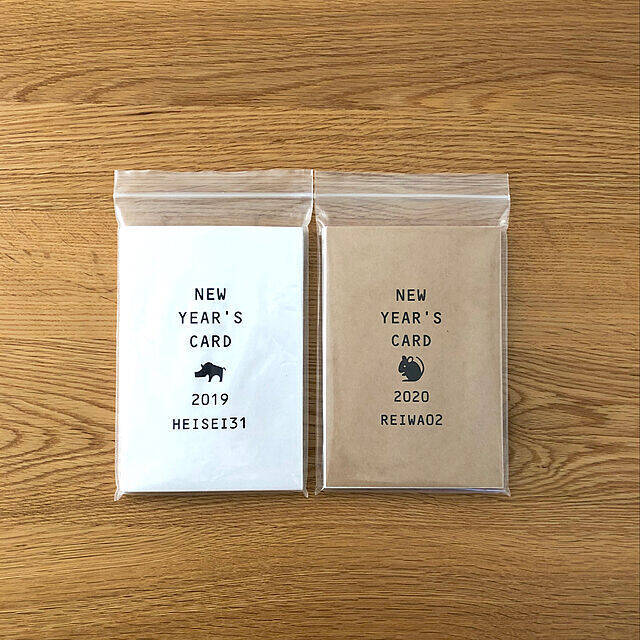 NEW
YEAR'S
CARD
2019
HEISEI31
NEW
YEAR'S
CARD
2020
REIWA02